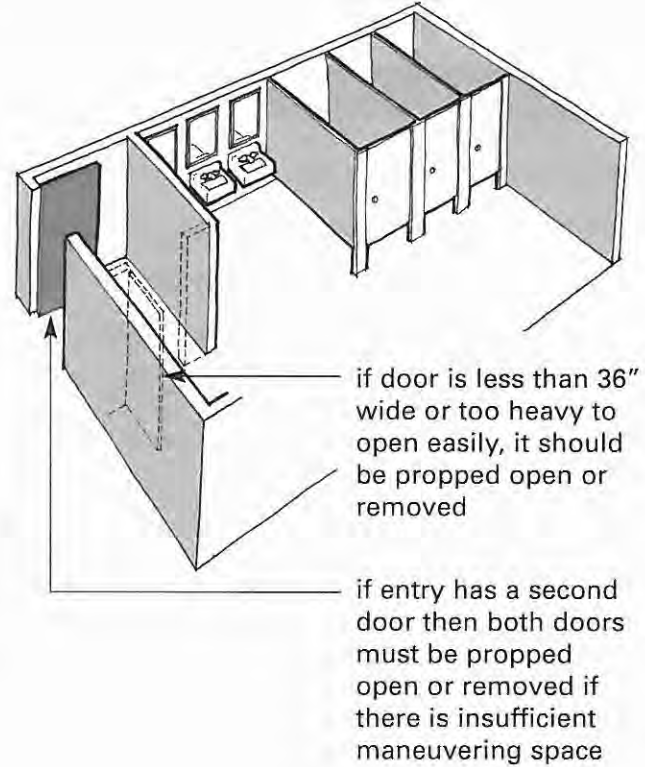 if door is less than 36"
wide or too heavy to
open easily, it should
be propped open or
removed
if entry has a second
door then both doors
must be propped
open or removed if
there is insufficient
maneuvering space